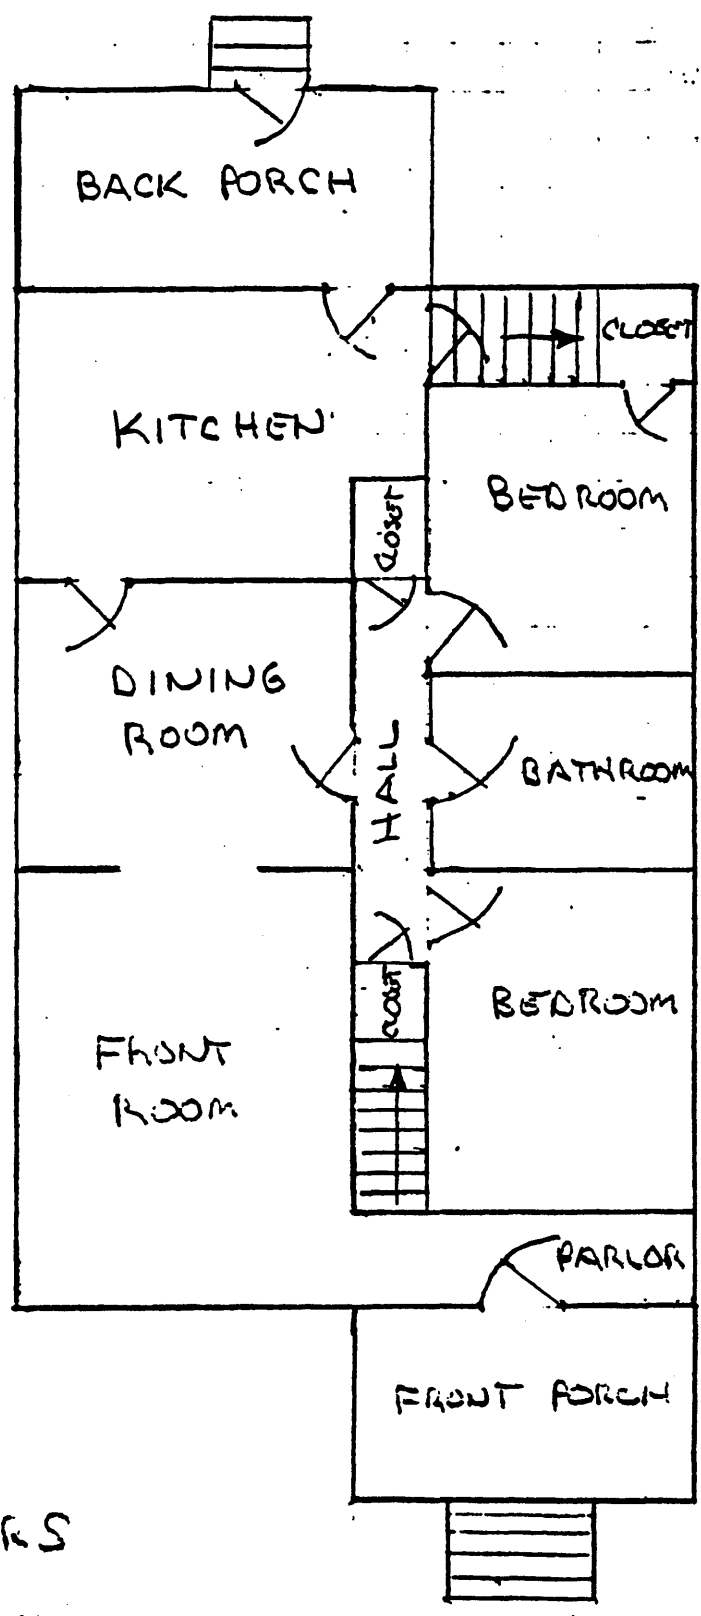 BACK PORCH
CLOSET
KITCHEN
BEDROOM
CLOSET
DINING
ROOM
HALL
BATHROOM
CLOSET
BEDROOM
FRONT
ROOM
PARLOR
FRONT PORCH